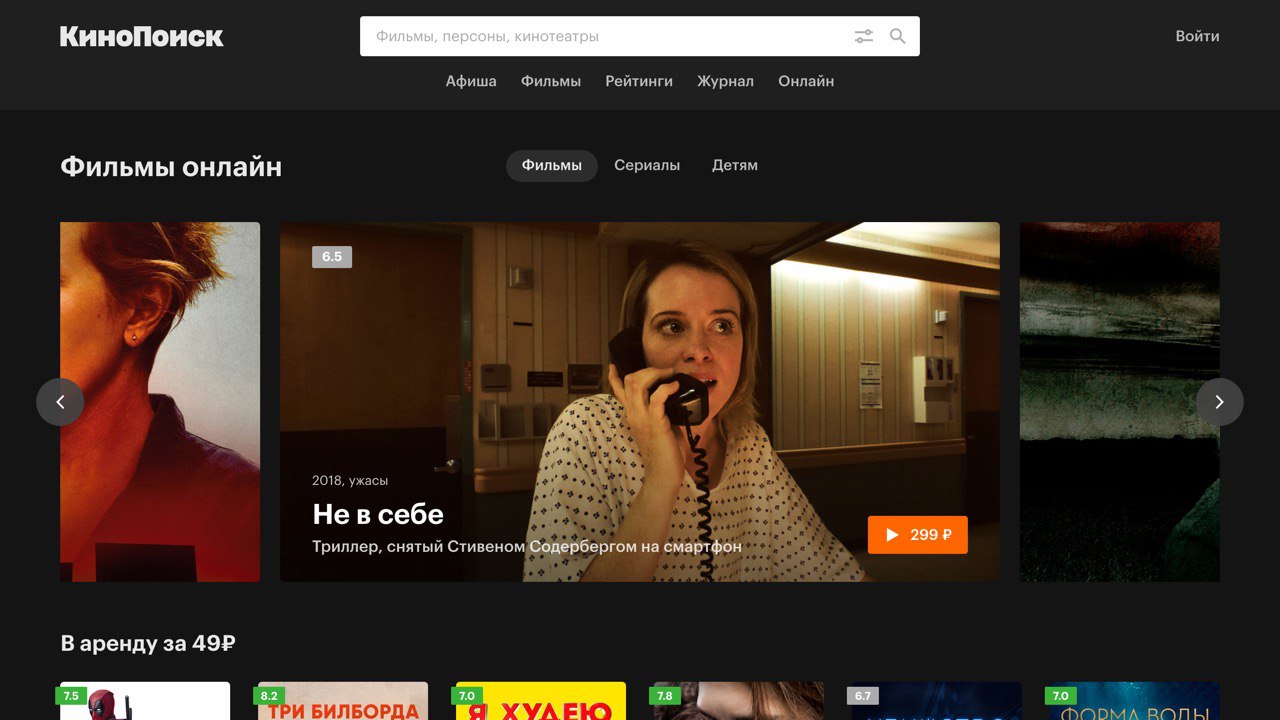 КиноПоиск
Фильмы, персоны, кинотеатры
Войти
Афиша Фильмы Рейтинги Журнал Онлайн
Фильмы онлайн
Фильмы Сериалы Детям
6.5
2018, ужасы
Не в себе
Триллер, снятый Стивеном Содербергом на смартфон
299 ₽
В аренду за 49₽
7.5 8.2 7.0 7.8 6.7 7.0
ТРИ БИЛБОРДА
Я ХУДЕЮ
ФОРМА ВОДЫ